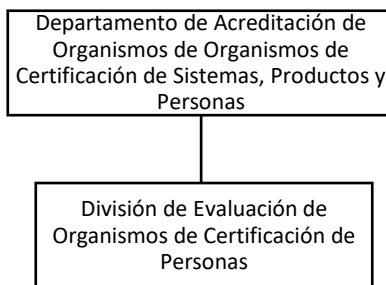 Departamento de Acreditación de
Organismos de Organismos de
Certificación de Sistemas, Productos y
Personas
División de Evaluación de
Organismos de Certificación de
Personas